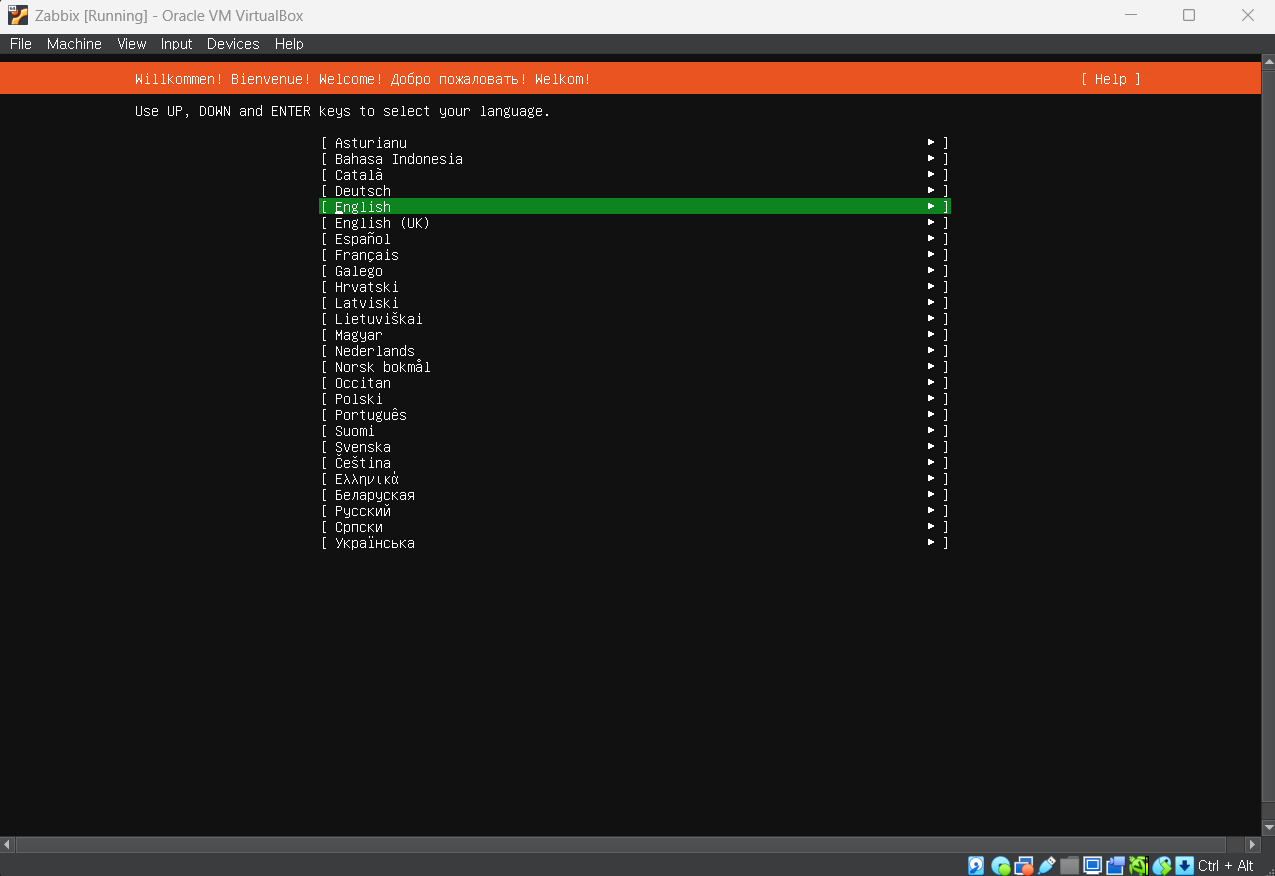 Zabbix [Running] - Oracle VM VirtualBox
File Machine View Input Devices Help
Willkommen! Bienvenue! Welcome! Добро пожаловать! Welkom! [ Help ]
Use UP, DOWN and ENTER keys to select your language.
[ Asturianu ▸ ]
[ Bahasa Indonesia ▸ ]
[ Català ▸ ]
[ Deutsch ▸ ]
[ English ▸ ]
[ English (UK) ▸ ]
[ Español ▸ ]
[ Français ▸ ]
[ Galego ▸ ]
[ Hrvatski ▸ ]
[ Latviski ▸ ]
[ Lietuviškai ▸ ]
[ Magyar ▸ ]
[ Nederlands ▸ ]
[ Norsk bokmål ▸ ]
[ Occitan ▸ ]
[ Polski ▸ ]
[ Português ▸ ]
[ Suomi ▸ ]
[ Svenska ▸ ]
[ Čeština ▸ ]
[ Ελληνικά ▸ ]
[ Беларуская ▸ ]
[ Русский ▸ ]
[ Српски ▸ ]
[ Українська ▸ ]
Ctrl + Alt